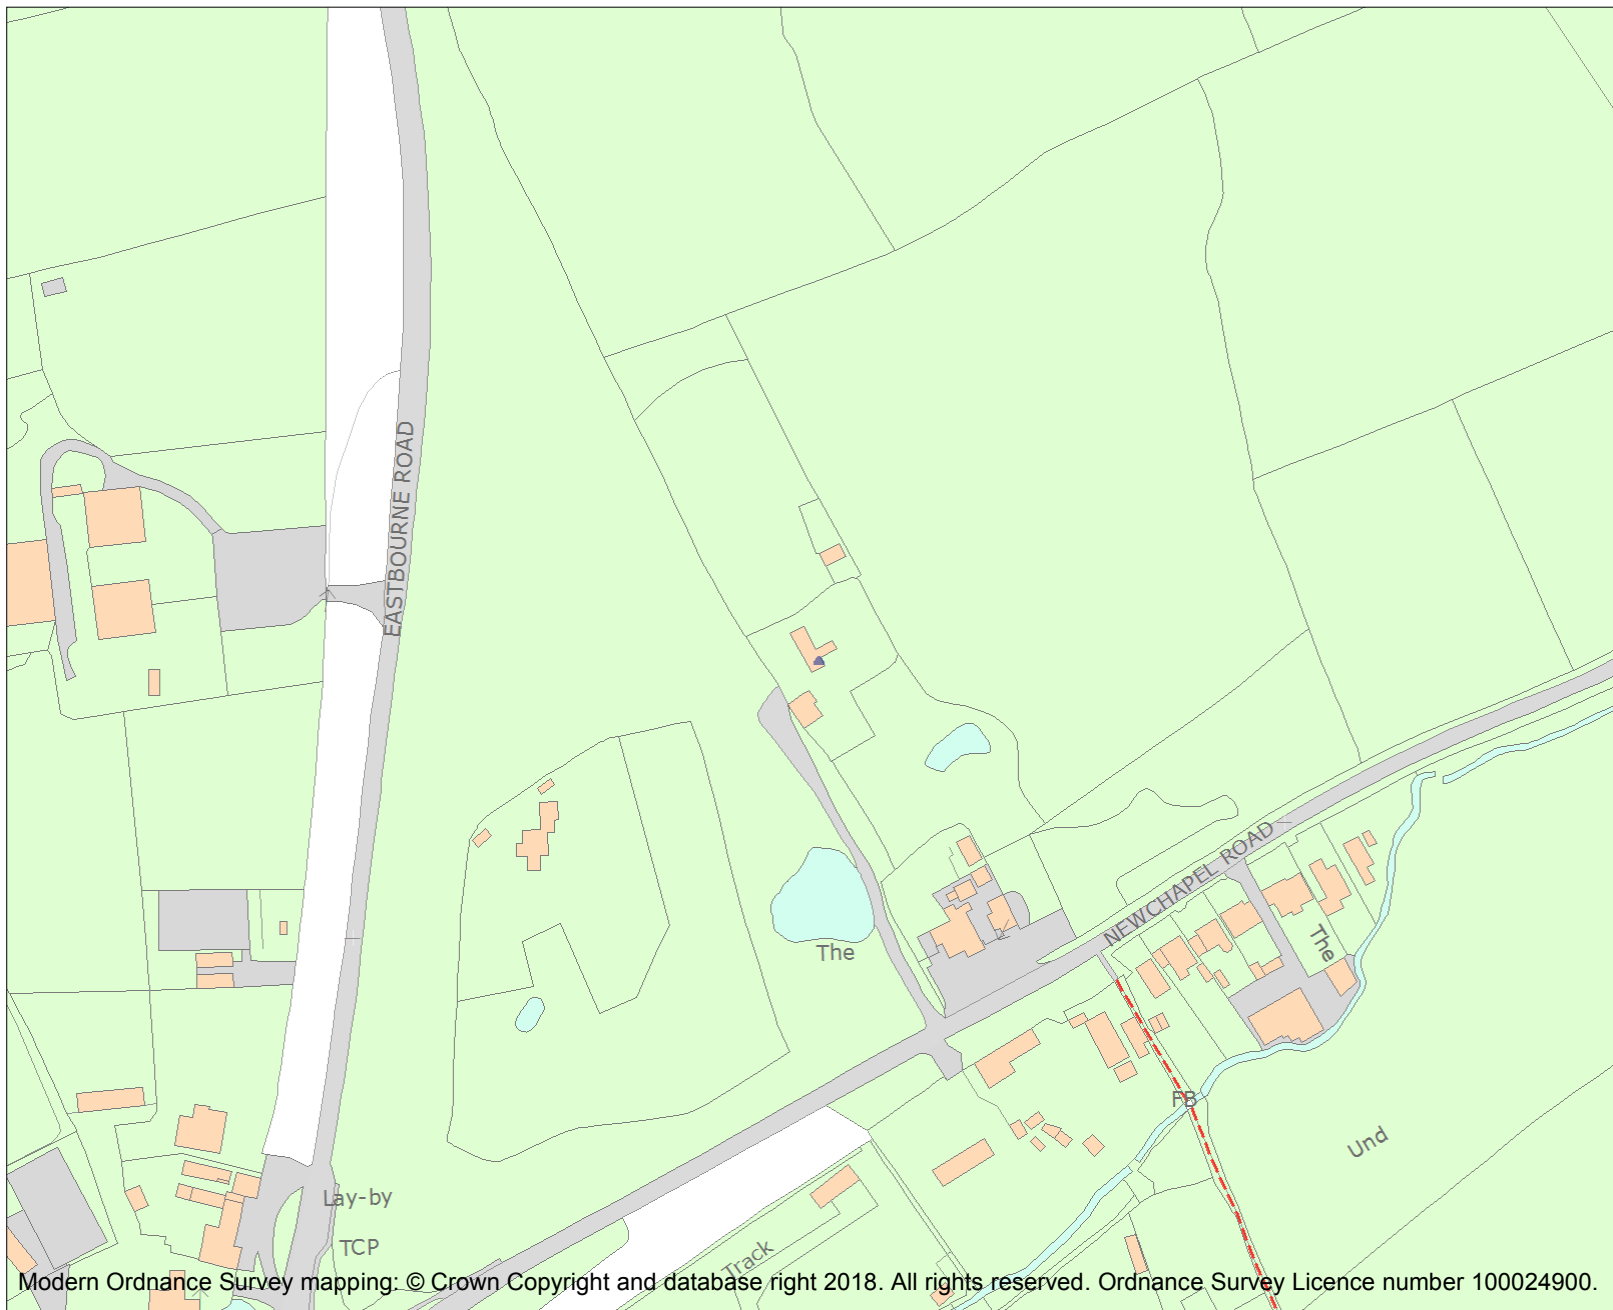 EASTBOURNE ROAD
NEWCHAPEL ROAD
The
The
FB
Und
Lay-by
TCP
Track
Modern Ordnance Survey mapping: © Crown Copyright and database right 2018. All rights reserved. Ordnance Survey Licence number 100024900.